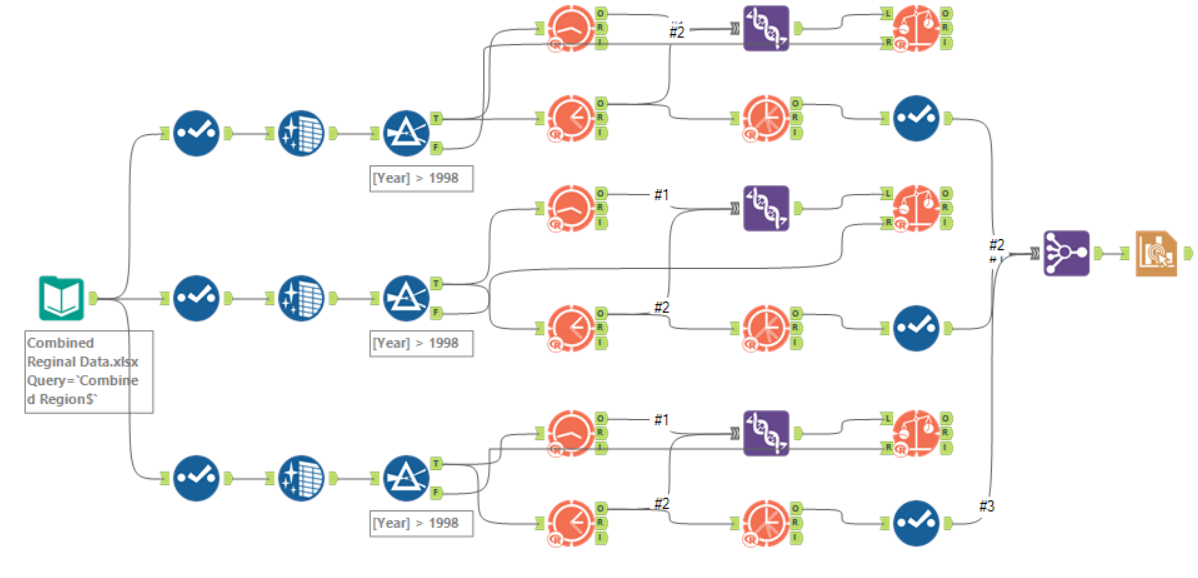 O
R
I
#2
L
R
O
R
I
T
F
[Year] > 1998
O
R
I
O
R
I
O
R
I
#1
L
R
O
R
I
#2
T
F
[Year] > 1998
O
R
I
#2
O
R
I
Combined
Reginal Data.xlsx
Query=`Combine
d Region$`
O
R
I
#1
L
R
O
R
I
T
F
[Year] > 1998
O
R
I
#2
O
R
I
#3